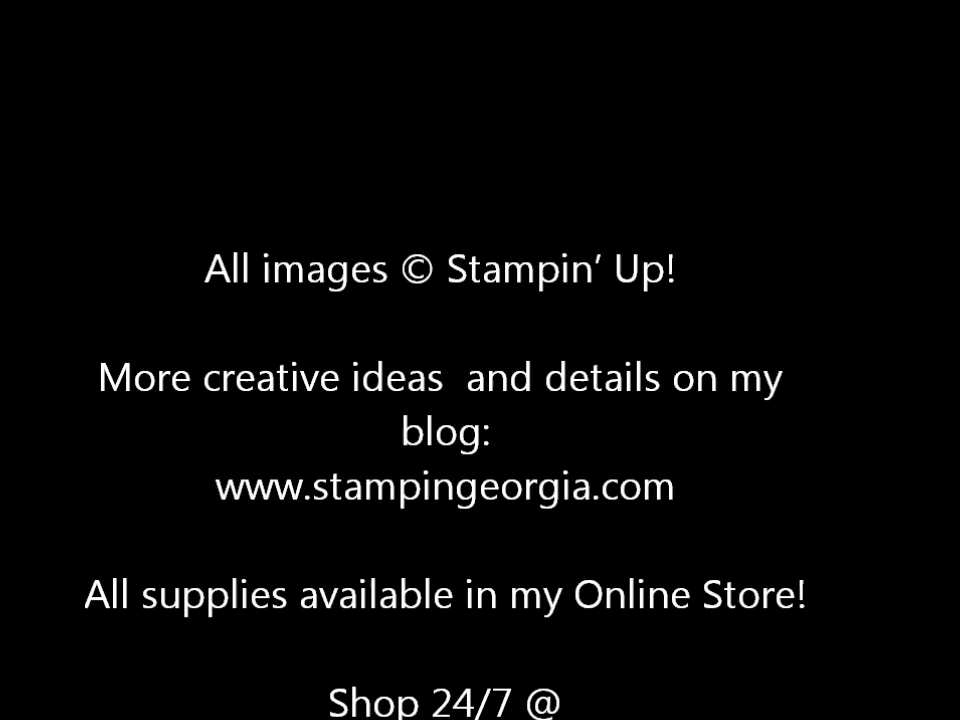 All images © Stampin’ Up!
More creative ideas  and details on my
blog:
www.stampingeorgia.com
All supplies available in my Online Store!
Shop 24/7 @